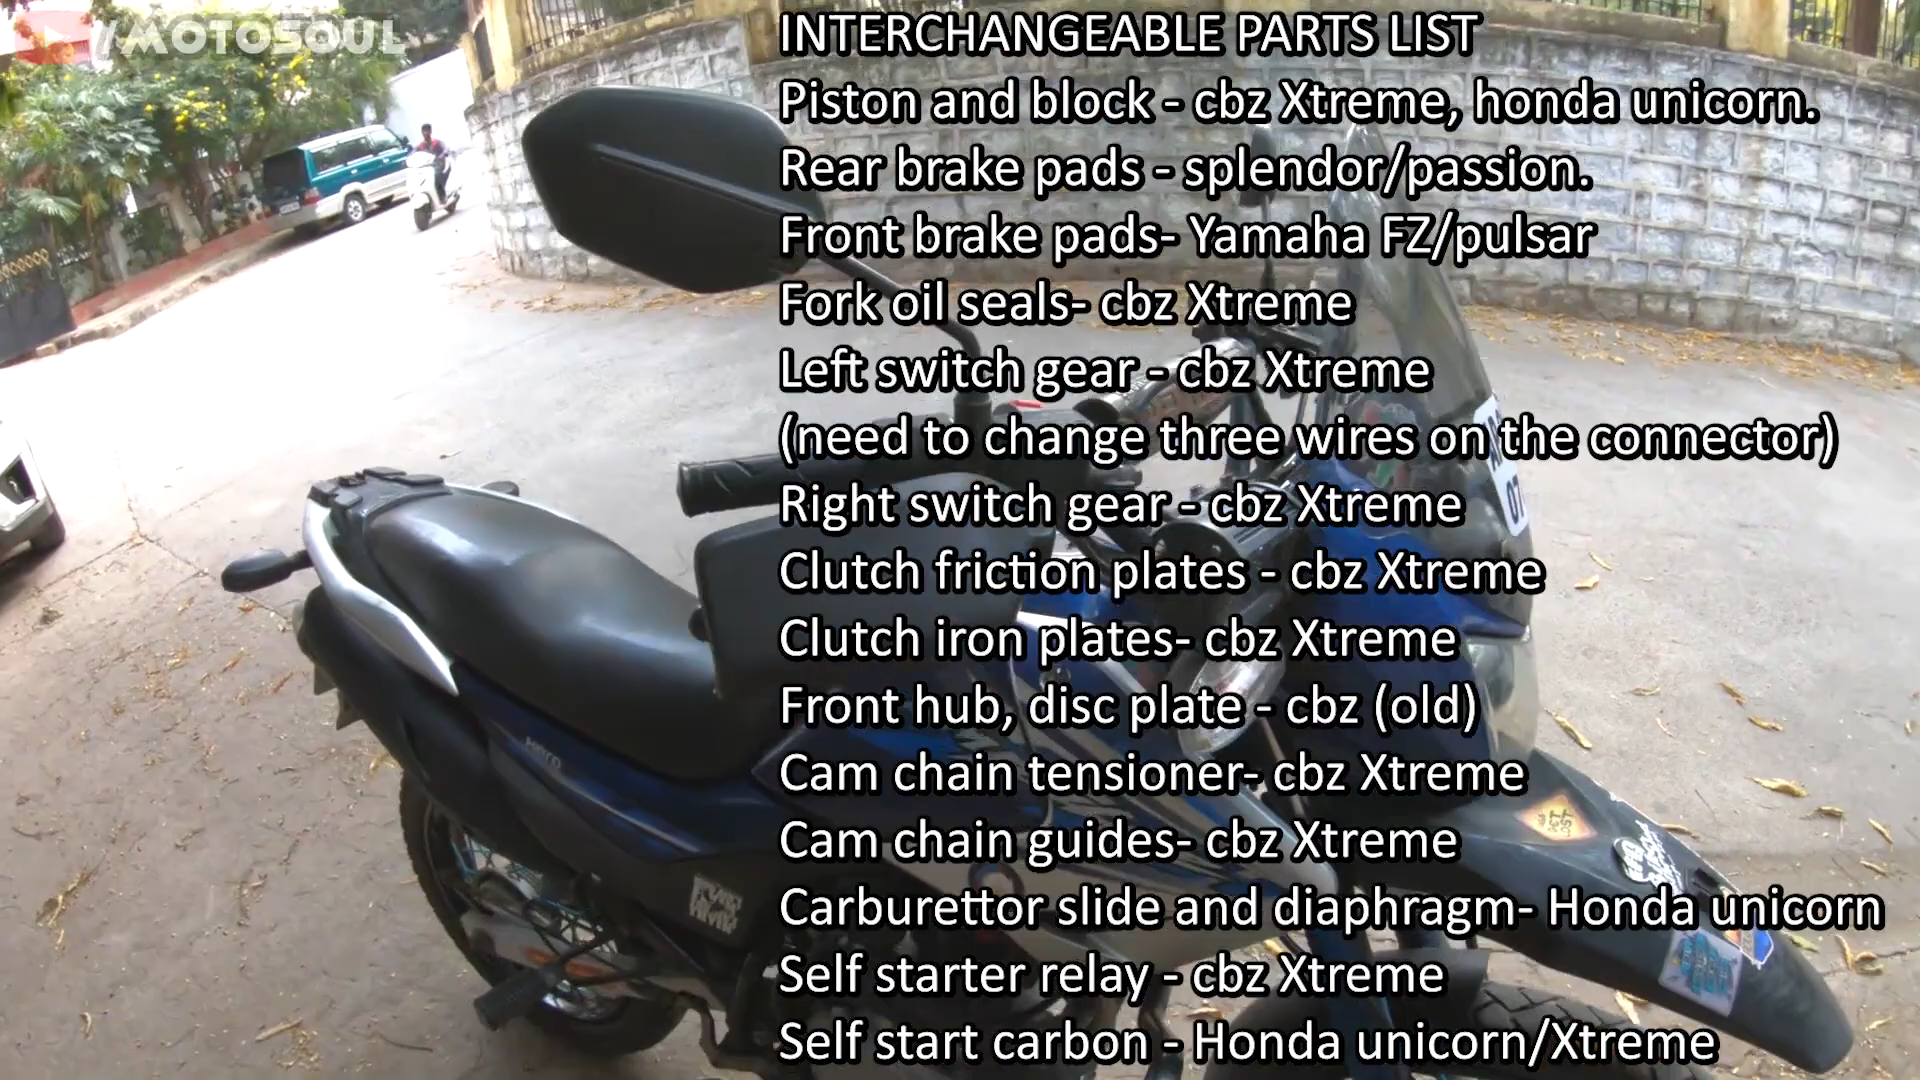 /MOTOSOUL
INTERCHANGEABLE PARTS LIST
Piston and block - cbz Xtreme, honda unicorn.
Rear brake pads - splendor/passion.
Front brake pads- Yamaha FZ/pulsar
Fork oil seals- cbz Xtreme
Left switch gear - cbz Xtreme
(need to change three wires on the connector)
Right switch gear - cbz Xtreme
Clutch friction plates - cbz Xtreme
Clutch iron plates- cbz Xtreme
Front hub, disc plate - cbz (old)
Cam chain tensioner- cbz Xtreme
Cam chain guides- cbz Xtreme
Carburettor slide and diaphragm- Honda unicorn
Self starter relay - cbz Xtreme
Self start carbon - Honda unicorn/Xtreme
Hero
07